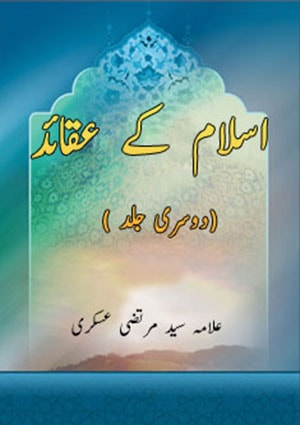 اسلام کے عقائد
(دوسری جلد )
علامہ سید مرتضی عسکری